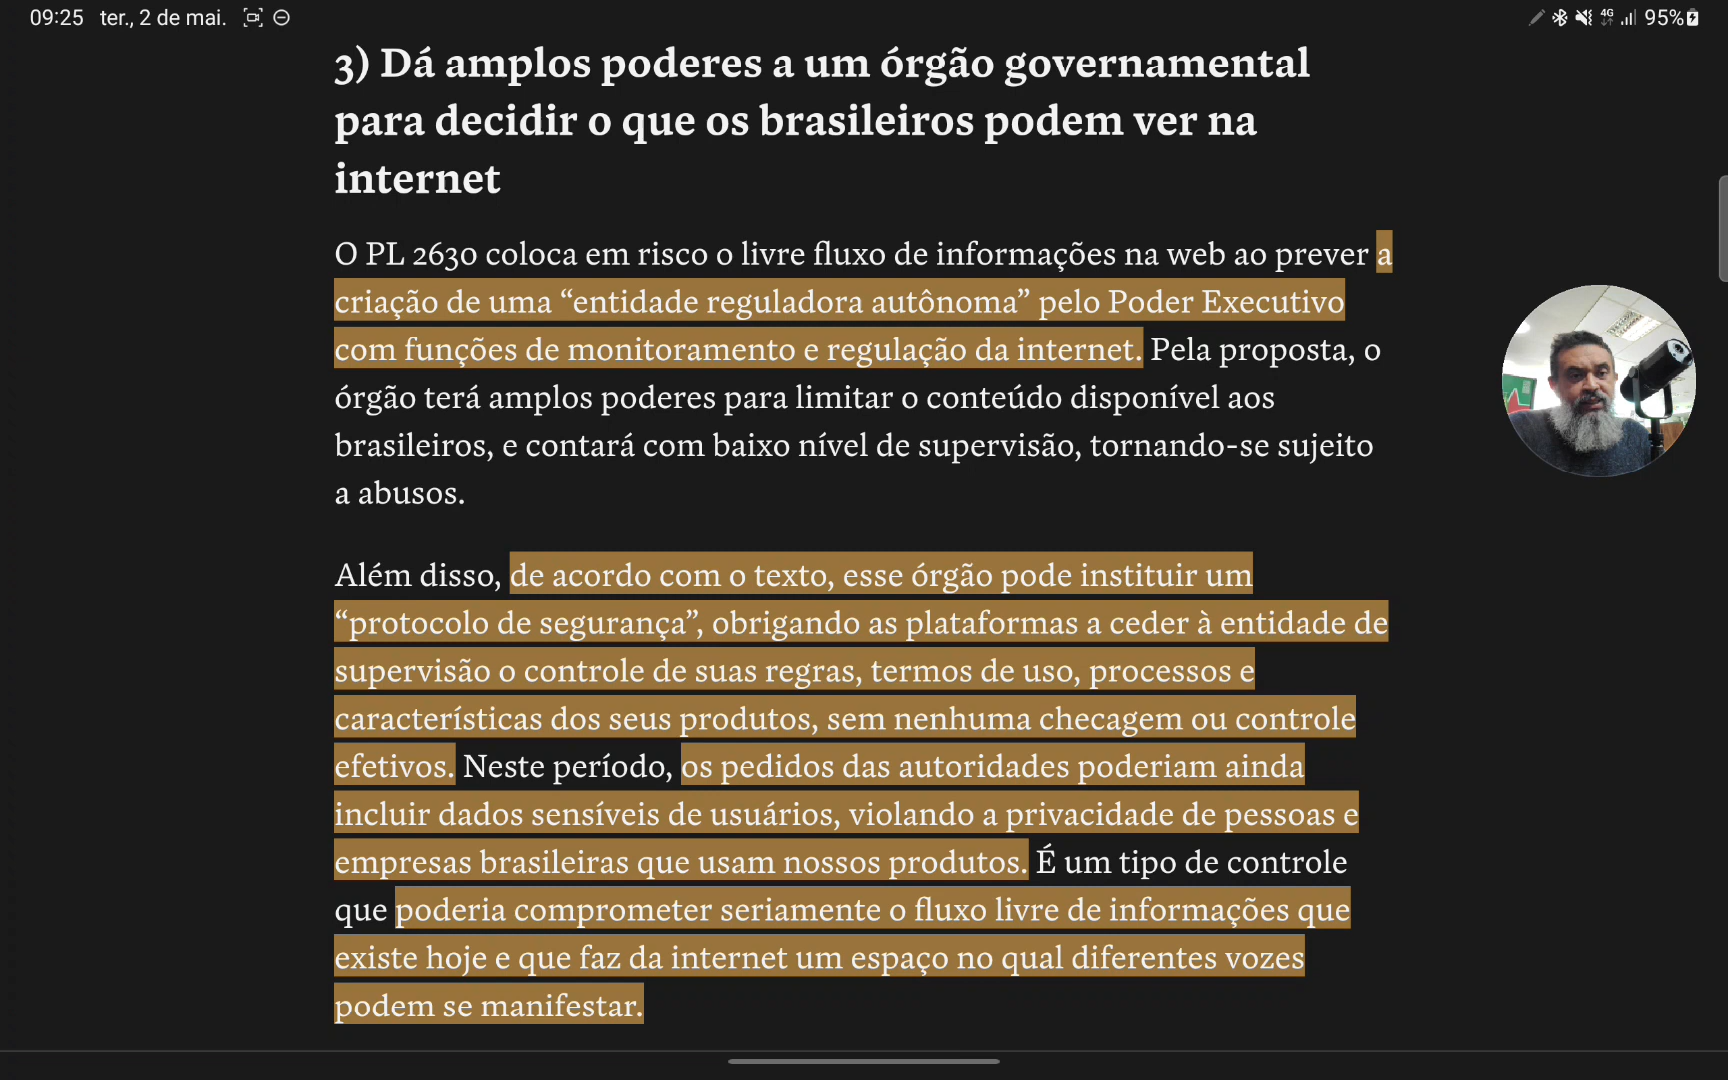 09:25 ter., 2 de mai.
4G 95%
3) Dá amplos poderes a um órgão governamental
para decidir o que os brasileiros podem ver na
internet
O PL 2630 coloca em risco o livre fluxo de informações na web ao prever a
criação de uma “entidade reguladora autônoma” pelo Poder Executivo
com funções de monitoramento e regulação da internet. Pela proposta, o
órgão terá amplos poderes para limitar o conteúdo disponível aos
brasileiros, e contará com baixo nível de supervisão, tornando-se sujeito
a abusos.
Além disso, de acordo com o texto, esse órgão pode instituir um
“protocolo de segurança”, obrigando as plataformas a ceder à entidade de
supervisão o controle de suas regras, termos de uso, processos e
características dos seus produtos, sem nenhuma checagem ou controle
efetivos. Neste período, os pedidos das autoridades poderiam ainda
incluir dados sensíveis de usuários, violando a privacidade de pessoas e
empresas brasileiras que usam nossos produtos. É um tipo de controle
que poderia comprometer seriamente o fluxo livre de informações que
existe hoje e que faz da internet um espaço no qual diferentes vozes
podem se manifestar.